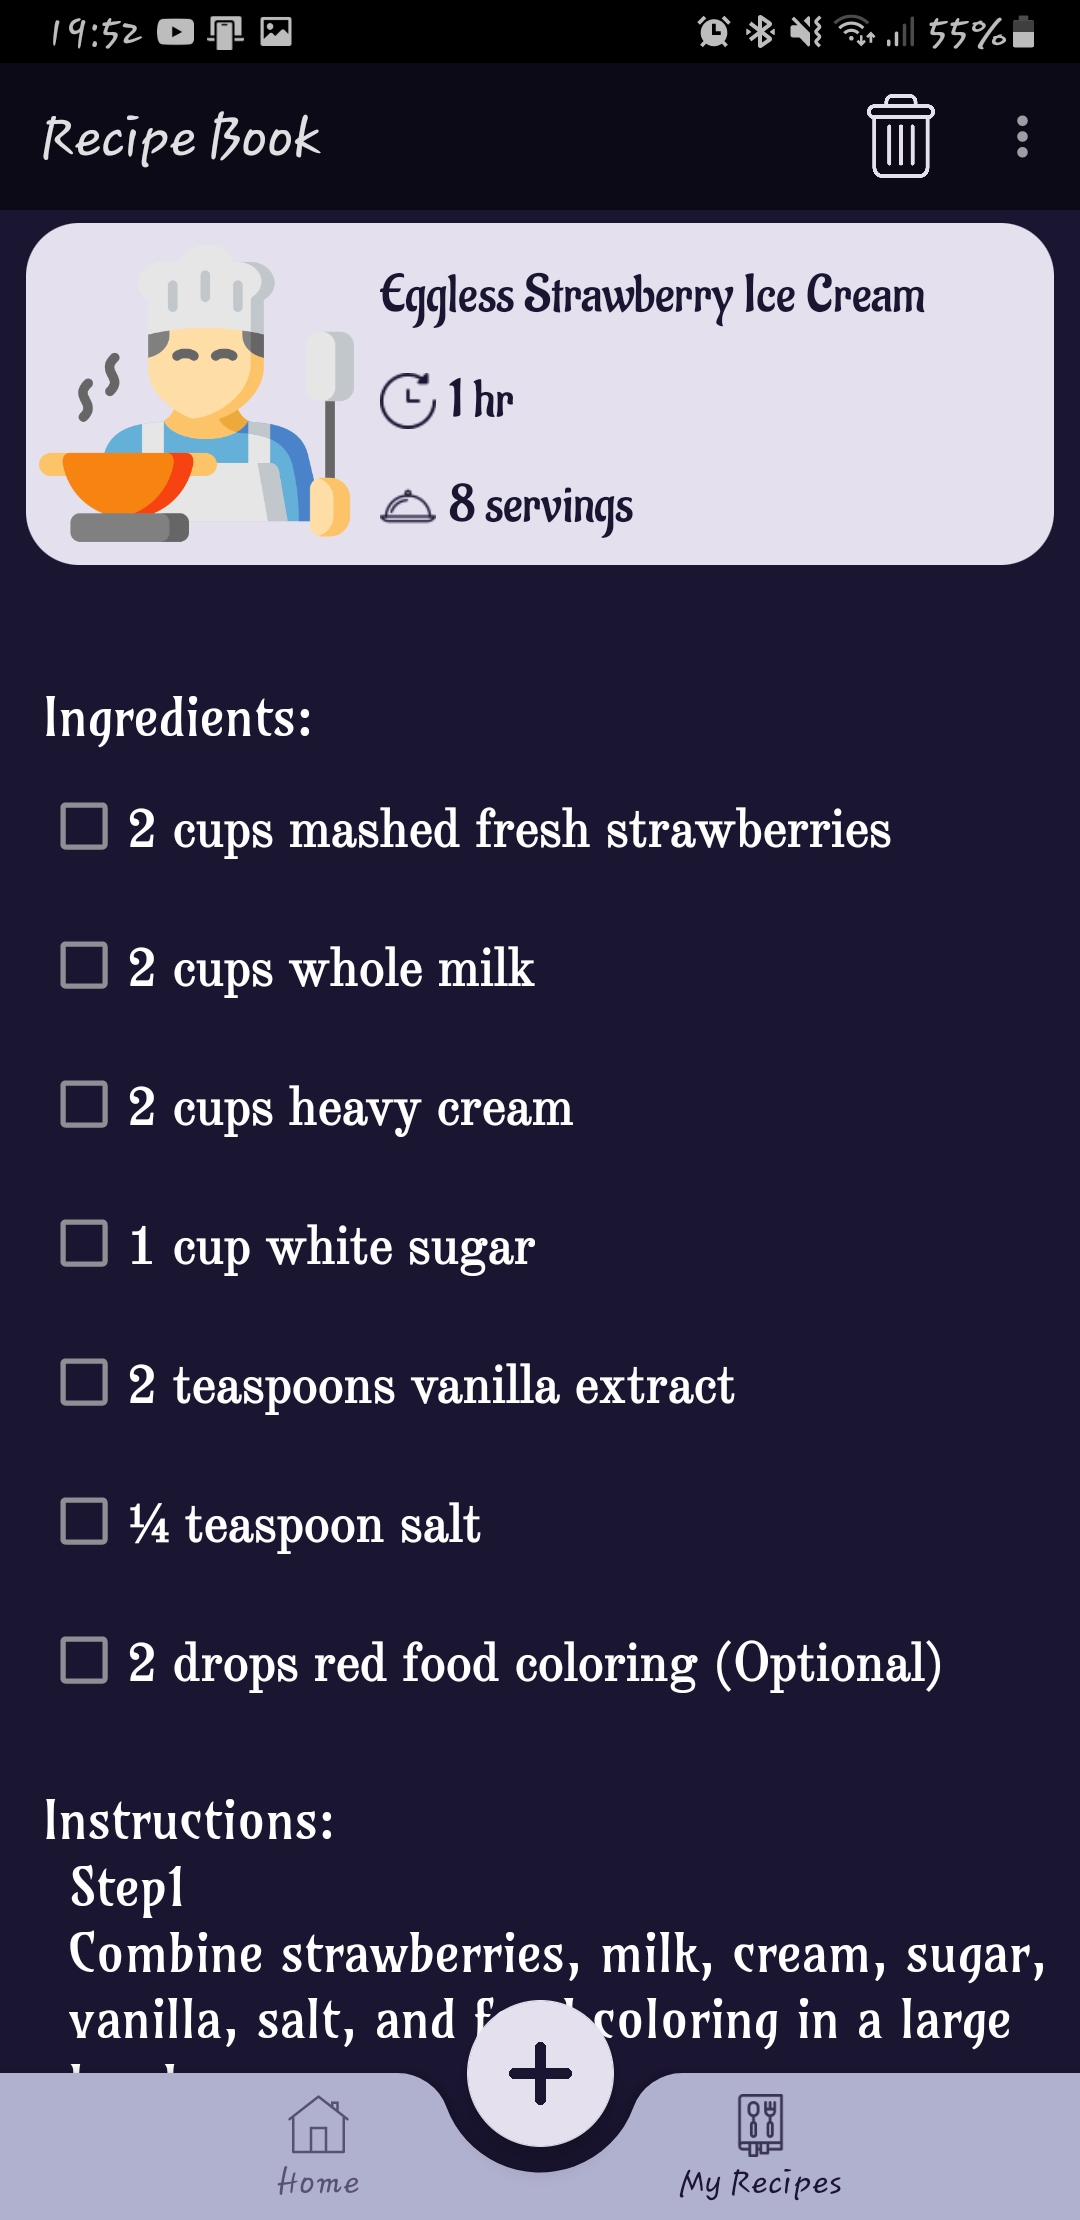 19:52 55%
Recipe Book
Eggless Strawberry Ice Cream
1 hr
8 servings
Ingredients:
2 cups mashed fresh strawberries
2 cups whole milk
2 cups heavy cream
1 cup white sugar
2 teaspoons vanilla extract
¼ teaspoon salt
2 drops red food coloring (Optional)
Instructions:
Step1
Combine strawberries, milk, cream, sugar,
vanilla, salt, and coloring in a large
Home My Recipes